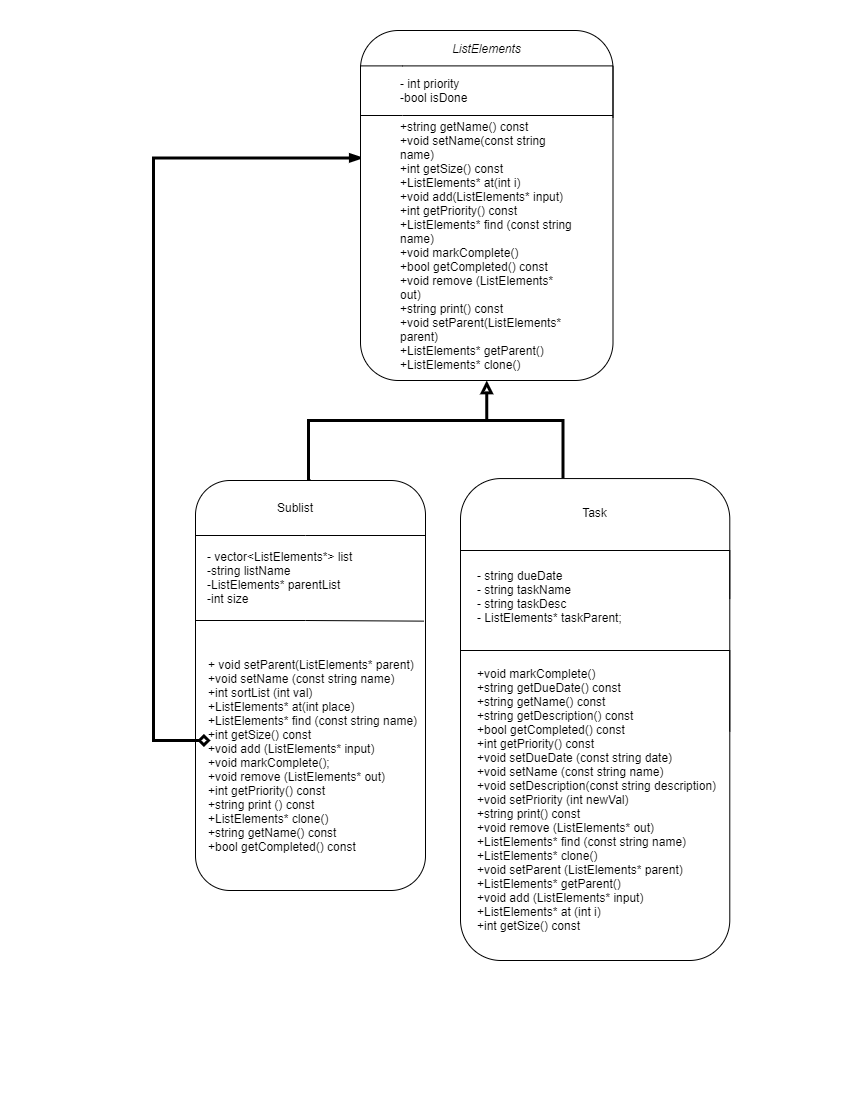 ListElements
- int priority
-bool isDone
+string getName() const
+void setName(const string
name)
+int getSize() const
+ListElements* at(int i)
+void add(ListElements* input)
+int getPriority() const
+ListElements* find (const string
name)
+void markComplete()
+bool getCompleted() const
+void remove (ListElements*
out)
+string print() const
+void setParent(ListElements*
parent)
+ListElements* getParent()
+ListElements* clone()
Sublist
- vector<ListElements*> list
-string listName
-ListElements* parentList
-int size
+ void setParent(ListElements* parent)
+void setName (const string name)
+int sortList (int val)
+ListElements* at(int place)
+ListElements* find (const string name)
+int getSize() const
+void add (ListElements* input)
+void markComplete();
+void remove (ListElements* out)
+int getPriority() const
+string print () const
+ListElements* clone()
+string getName() const
+bool getCompleted() const
Task
- string dueDate
- string taskName
- string taskDesc
- ListElements* taskParent;
+void markComplete()
+string getDueDate() const
+string getName() const
+string getDescription() const
+bool getCompleted() const
+int getPriority() const
+void setDueDate (const string date)
+void setName (const string name)
+void setDescription(const string description)
+void setPriority (int newVal)
+string print() const
+void remove (ListElements* out)
+ListElements* find (const string name)
+ListElements* clone()
+void setParent (ListElements* parent)
+ListElements* getParent()
+void add (ListElements* input)
+ListElements* at (int i)
+int getSize() const